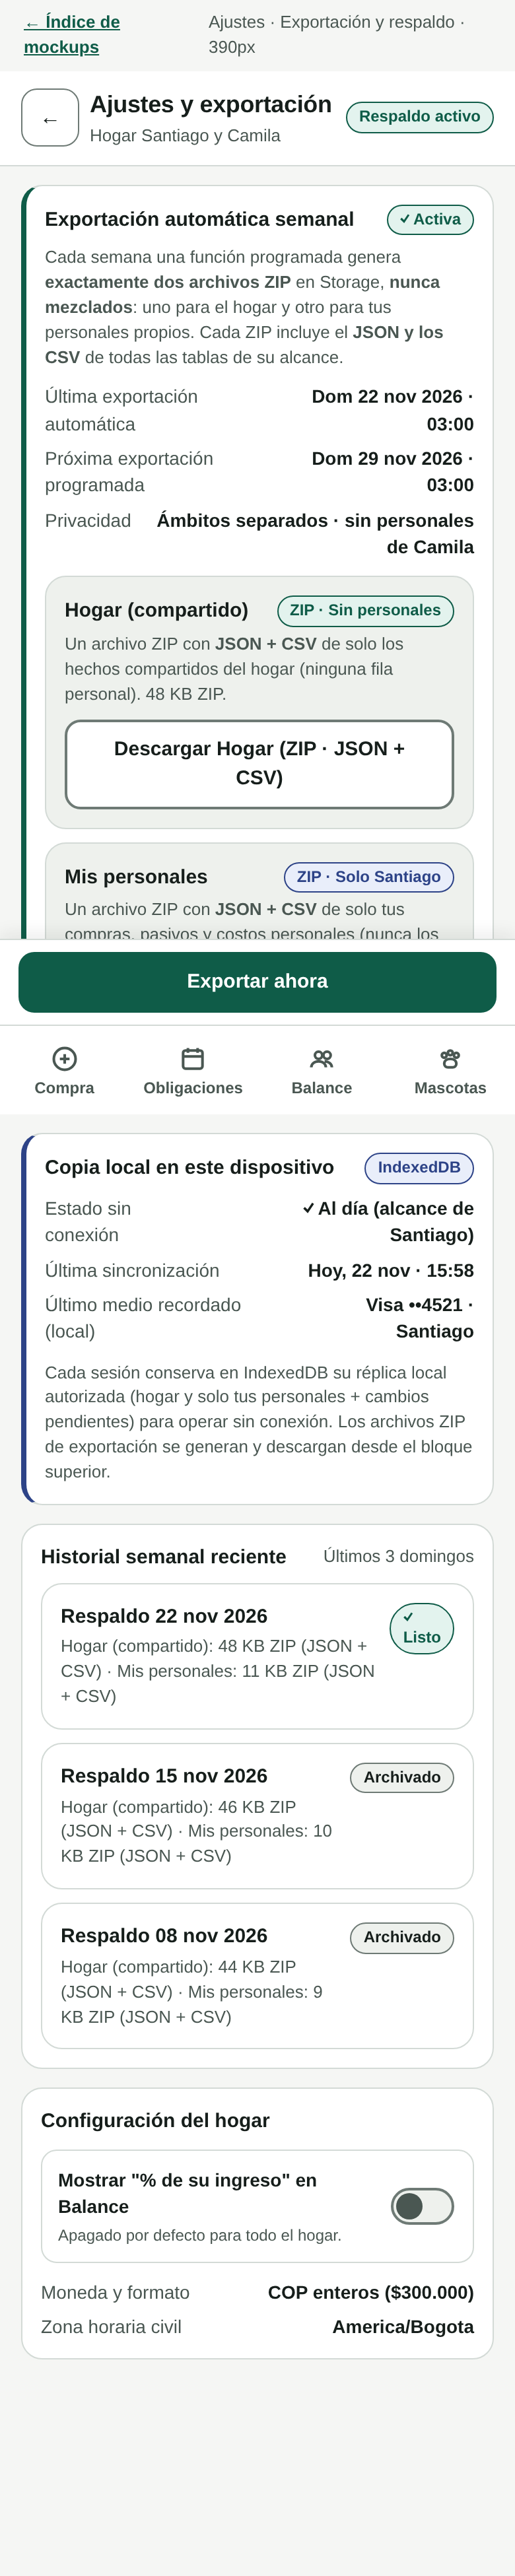 ← Índice de
mockups
Ajustes · Exportación y respaldo ·
390px
←
Ajustes y exportación
Hogar Santiago y Camila
Respaldo activo
Exportación automática semanal
✓ Activa
Cada semana una función programada genera
exactamente dos archivos ZIP en Storage, nunca
mezclados: uno para el hogar y otro para tus
personales propios. Cada ZIP incluye el JSON y los
CSV de todas las tablas de su alcance.
Última exportación
automática
Dom 22 nov 2026 ·
03:00
Próxima exportación
programada
Dom 29 nov 2026 ·
03:00
Privacidad
Ámbitos separados · sin personales
de Camila
Hogar (compartido)
ZIP · Sin personales
Un archivo ZIP con JSON + CSV de solo los
hechos compartidos del hogar (ninguna fila
personal). 48 KB ZIP.
Descargar Hogar (ZIP · JSON +
CSV)
Mis personales
ZIP · Solo Santiago
Un archivo ZIP con JSON + CSV de solo tus
compras, pasivos y costos personales (nunca los
Exportar ahora
Compra
Obligaciones
Balance
Mascotas
Copia local en este dispositivo
IndexedDB
Estado sin
conexión
✓ Al día (alcance de
Santiago)
Última sincronización
Hoy, 22 nov · 15:58
Último medio recordado
(local)
Visa ••4521 ·
Santiago
Cada sesión conserva en IndexedDB su réplica local
autorizada (hogar y solo tus personales + cambios
pendientes) para operar sin conexión. Los archivos ZIP
de exportación se generan y descargan desde el bloque
superior.
Historial semanal reciente
Últimos 3 domingos
Respaldo 22 nov 2026
✓
Listo
Hogar (compartido): 48 KB ZIP (JSON +
CSV) · Mis personales: 11 KB ZIP (JSON
+ CSV)
Respaldo 15 nov 2026
Archivado
Hogar (compartido): 46 KB ZIP
(JSON + CSV) · Mis personales: 10
KB ZIP (JSON + CSV)
Respaldo 08 nov 2026
Archivado
Hogar (compartido): 44 KB ZIP
(JSON + CSV) · Mis personales: 9
KB ZIP (JSON + CSV)
Configuración del hogar
Mostrar "% de su ingreso" en
Balance
Apagado por defecto para todo el hogar.
Moneda y formato
COP enteros ($300.000)
Zona horaria civil
America/Bogota